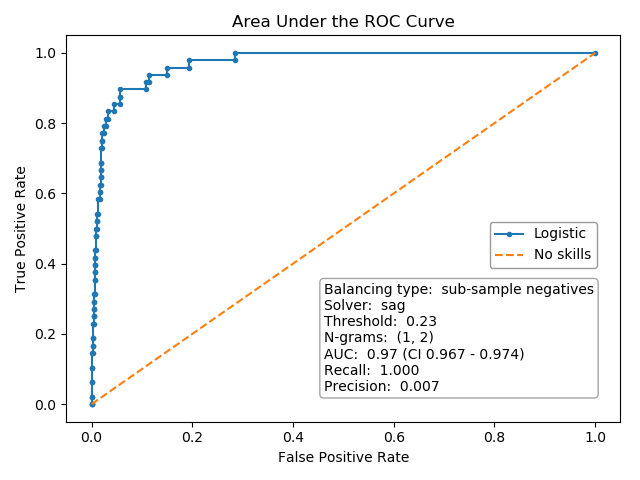 Area Under the ROC Curve
1.0
0.8
0.6
0.4
0.2
0.0
True Positive Rate
Logistic
No skills
Balancing type:  sub-sample negatives
Solver:  sag
Threshold:  0.23
N-grams:  (1, 2)
AUC:  0.97 (CI 0.967 - 0.974)
Recall:  1.000
Precision:  0.007
0.0 0.2 0.4 0.6 0.8 1.0
False Positive Rate